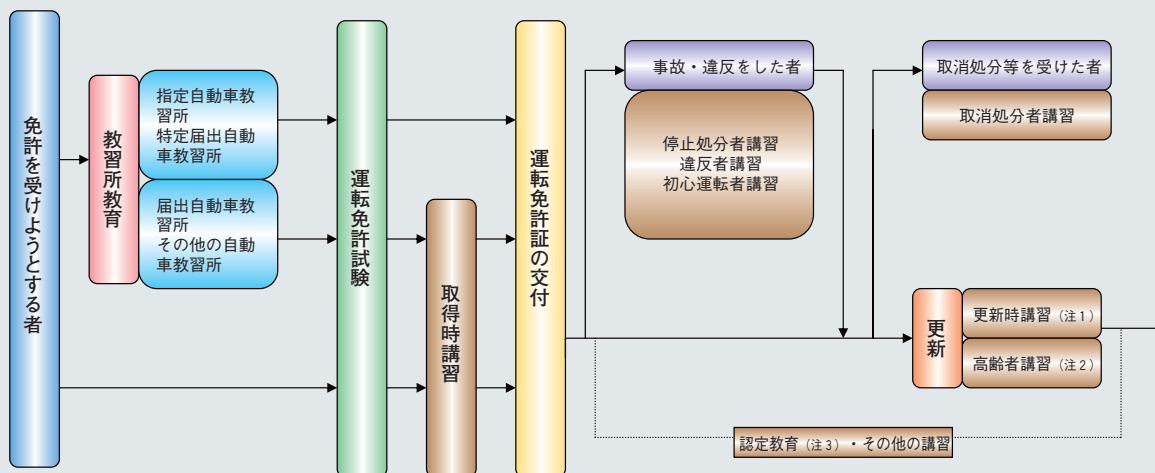 免許を受けようとする者
教習所教育
指定自動車教
習所
特定届出自動
車教習所
届出自動車教
習所
その他の自動
車教習所
運転免許試験
取得時講習
運転免許証の交付
事故・違反をした者
停止処分者講習
違反者講習
初心運転者講習
取消処分等を受けた者
取消処分者講習
更新
更新時講習（注1）
高齢者講習（注2）
認定教育（注3）・その他の講習